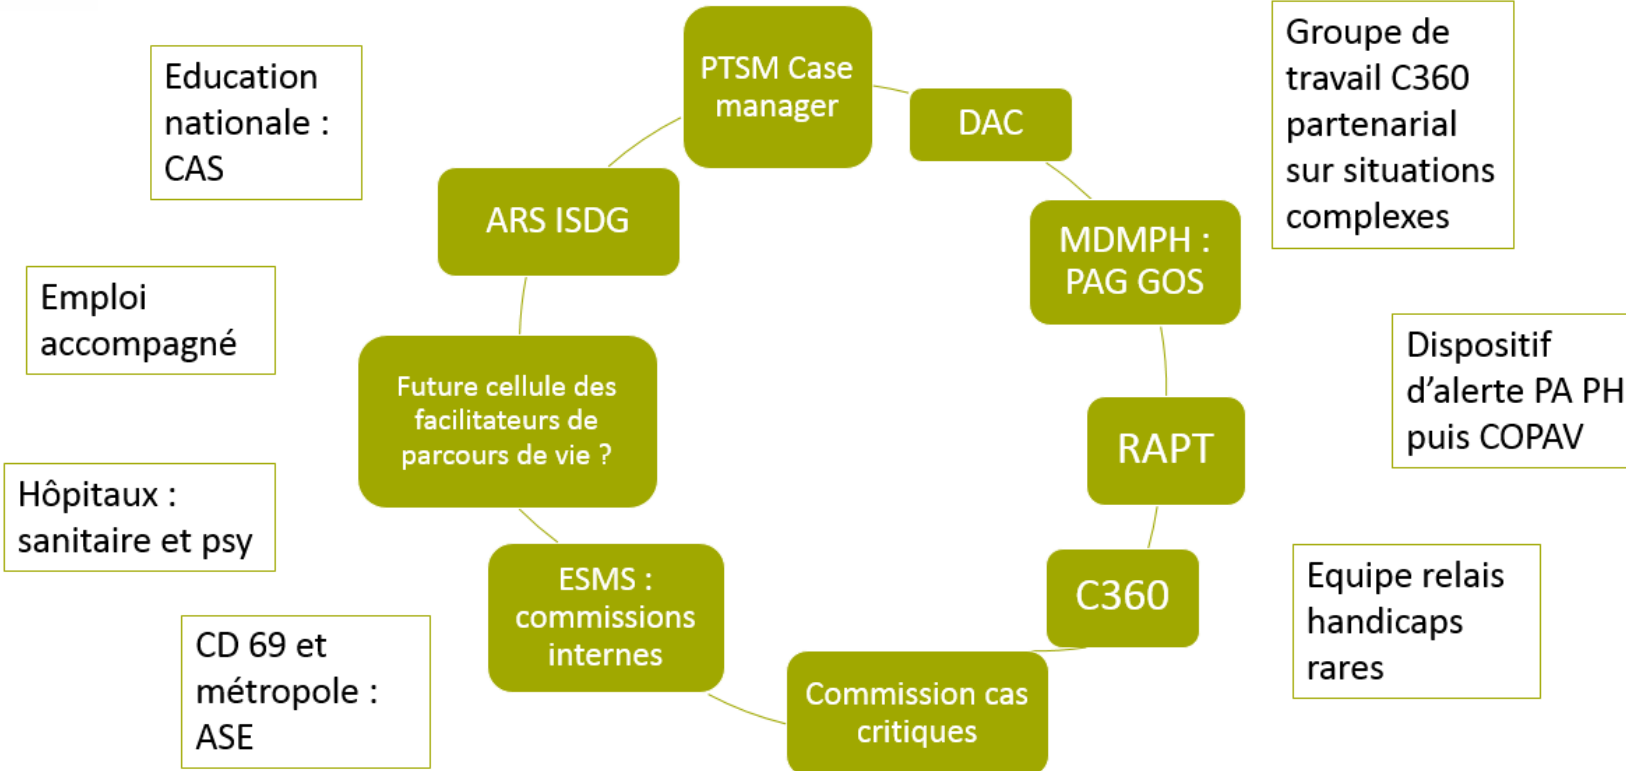 PTSM Case
manager
DAC
MDMPH :
PAG GOS
RAPT
C360
Commission cas
critiques
ESMS :
commissions
internes
Future cellule des
facilitateurs de
parcours de vie ?
ARS ISDG
Education
nationale :
CAS
Emploi
accompagné
Hôpitaux :
sanitaire et psy
CD 69 et
métropole :
ASE
Groupe de
travail C360
partenarial
sur situations
complexes
Dispositif
d’alerte PA PH
puis COPAV
Equipe relais
handicaps
rares